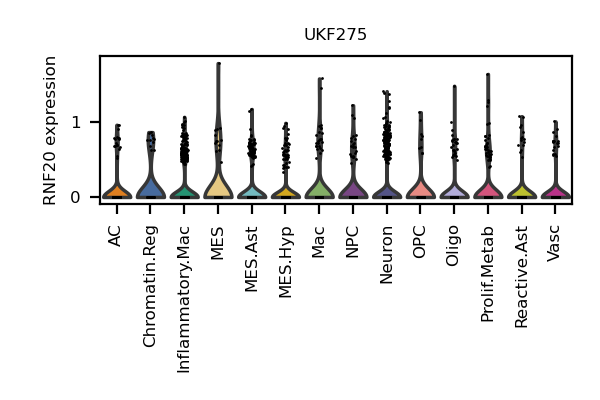 UKF275
RNF20 expression
1
0
AC
Chromatin.Reg
Inflammatory.Mac
MES
MES.Ast
MES.Hyp
Mac
NPC
Neuron
OPC
Oligo
Prolif.Metab
Reactive.Ast
Vasc